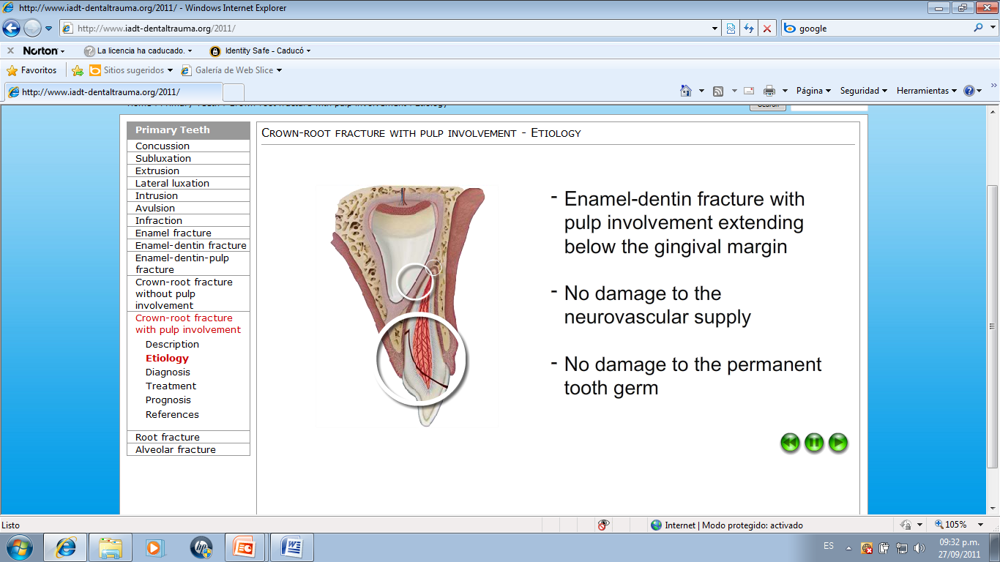 http://www.iadt-dentaltrauma.org/2011/ - Windows Internet Explorer
http://www.iadt-dentaltrauma.org/2011/
google
Norton
La licencia ha caducado.
Identity Safe - Caducó
Favoritos
Sitios sugeridos
Galería de Web Slice
http://www.iadt-dentaltrauma.org/2011/
Página
Seguridad
Herramientas
Primary Teeth
Concussion
Subluxation
Extrusion
Lateral luxation
Intrusion
Avulsion
Infraction
Enamel fracture
Enamel-dentin fracture
Enamel-dentin-pulp
fracture
Crown-root fracture
without pulp
involvement
Crown-root fracture
with pulp involvement
Description
Etiology
Diagnosis
Treatment
Prognosis
References
Root fracture
Alveolar fracture
Crown-root fracture with pulp involvement - Etiology
- Enamel-dentin fracture with
pulp involvement extending
below the gingival margin
- No damage to the
neurovascular supply
- No damage to the permanent
tooth germ
Listo
Internet | Modo protegido: activado
105%
ES
09:32 p.m.
27/09/2011